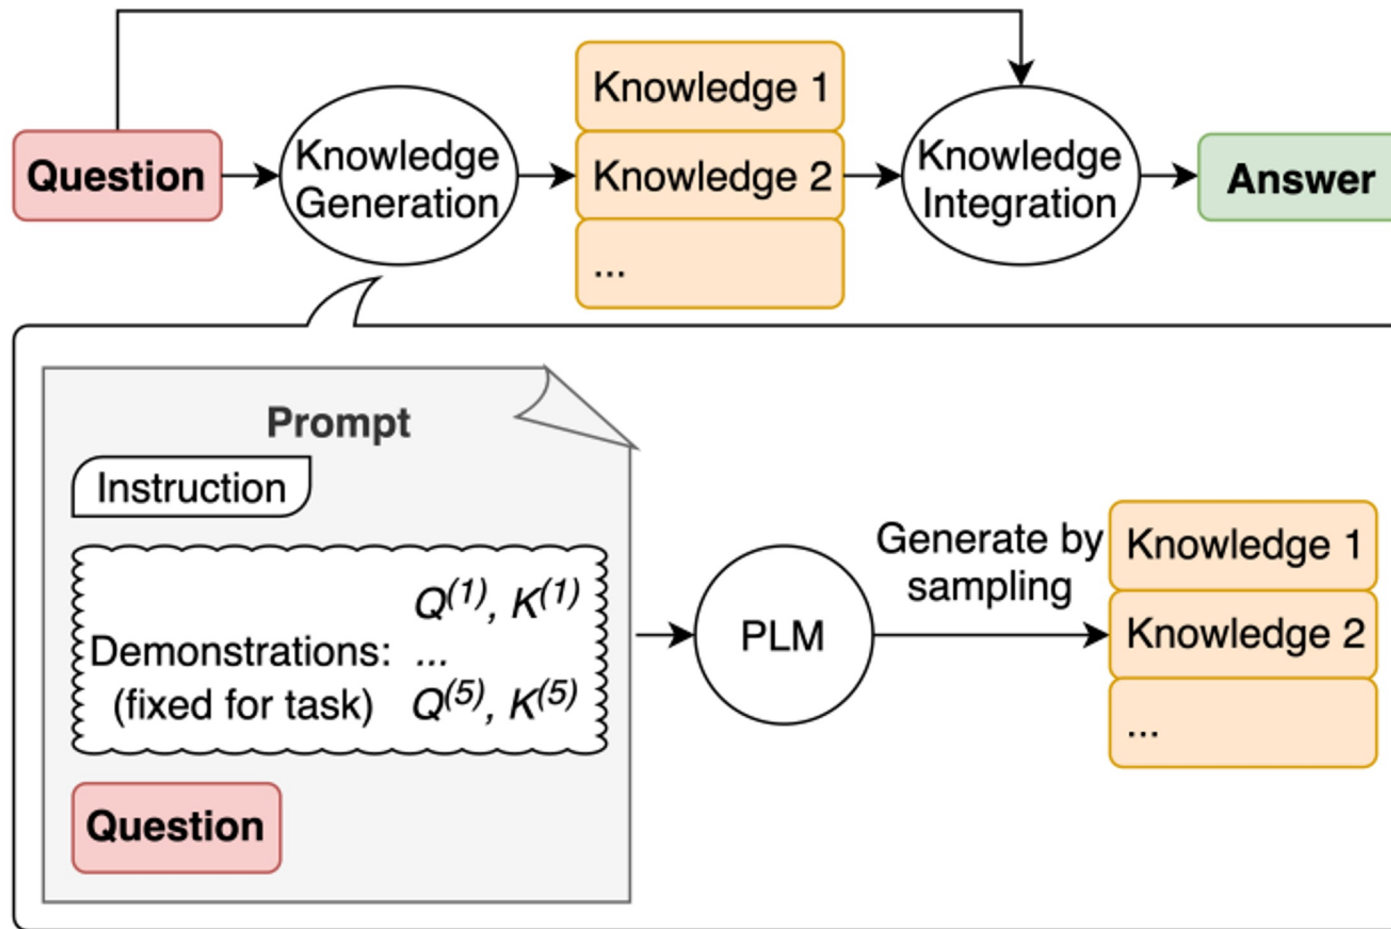 Question
Knowledge
Generation
Knowledge 1
Knowledge 2
...
Knowledge
Integration
Answer
Prompt
Instruction
Q(1), K(1)
Demonstrations: ...
(fixed for task) Q(5), K(5)
Question
PLM
Generate by
sampling
Knowledge 1
Knowledge 2
...